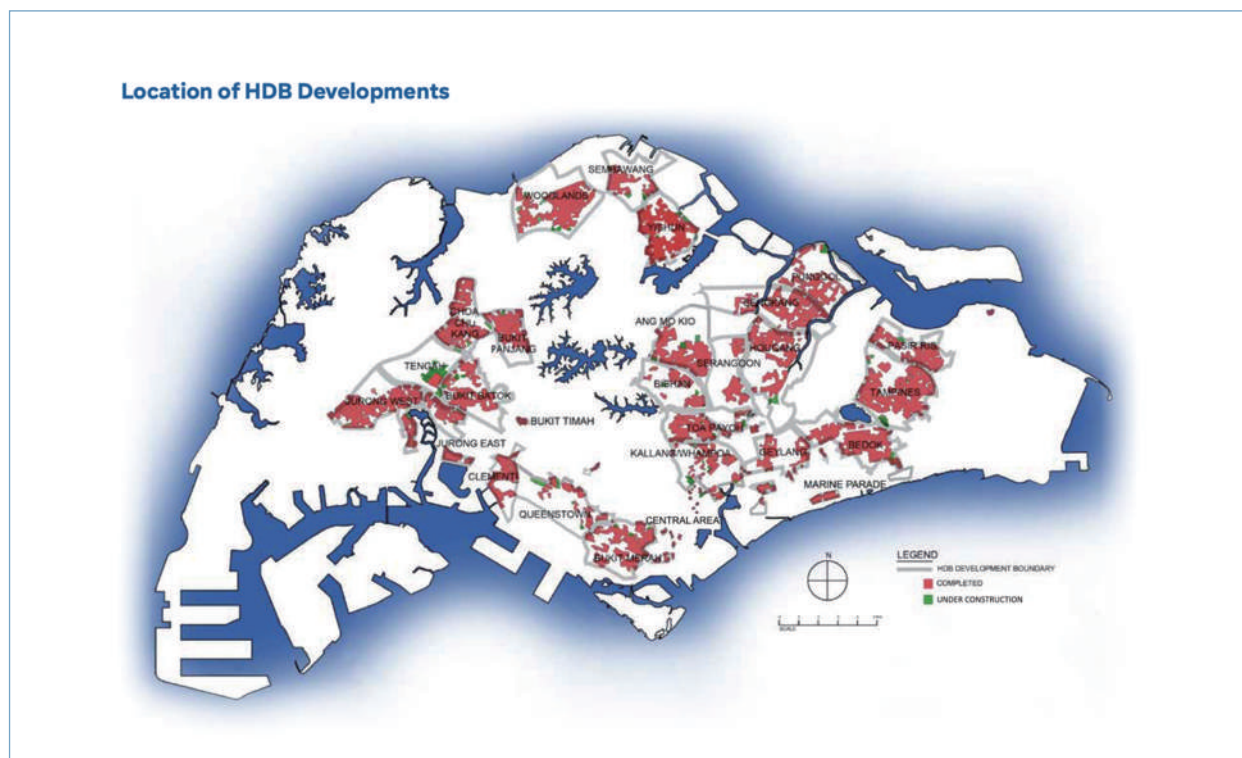 Location of HDB Developments
SEMBAWANG
WOODLANDS
YISHUN
PUNGGOL
SENGKANG
CHOA
CHU
KANG
BUKIT
PANJANG
ANG MO KIO
HOUGANG
PASIR RIS
SERANGOON
TENGAH
BISHAN
TAMPINES
JURONG WEST
BUKIT BATOK
BUKIT TIMAH
TOA PAYOH
JURONG EAST
KALLANG/WHAMPOA
GEYLANG
BEDOK
CLEMENTI
MARINE PARADE
QUEENSTOWN
CENTRAL AREA
BUKIT MERAH
N
LEGEND
HDB DEVELOPMENT BOUNDARY
COMPLETED
UNDER CONSTRUCTION
SCALE